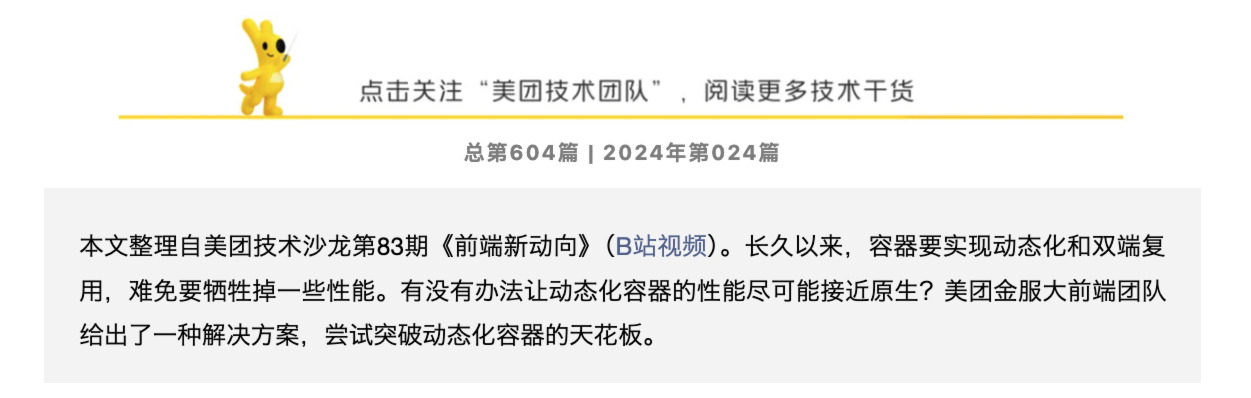 点击关注“美团技术团队”，阅读更多技术干货
总第604篇 | 2024年第024篇
本文整理自美团技术沙龙第83期《前端新动向》（B站视频）。长久以来，容器要实现动态化和双端复
用，难免要牺牲掉一些性能。有没有办法让动态化容器的性能尽可能接近原生？美团金服大前端团队
给出了一种解决方案，尝试突破动态化容器的天花板。